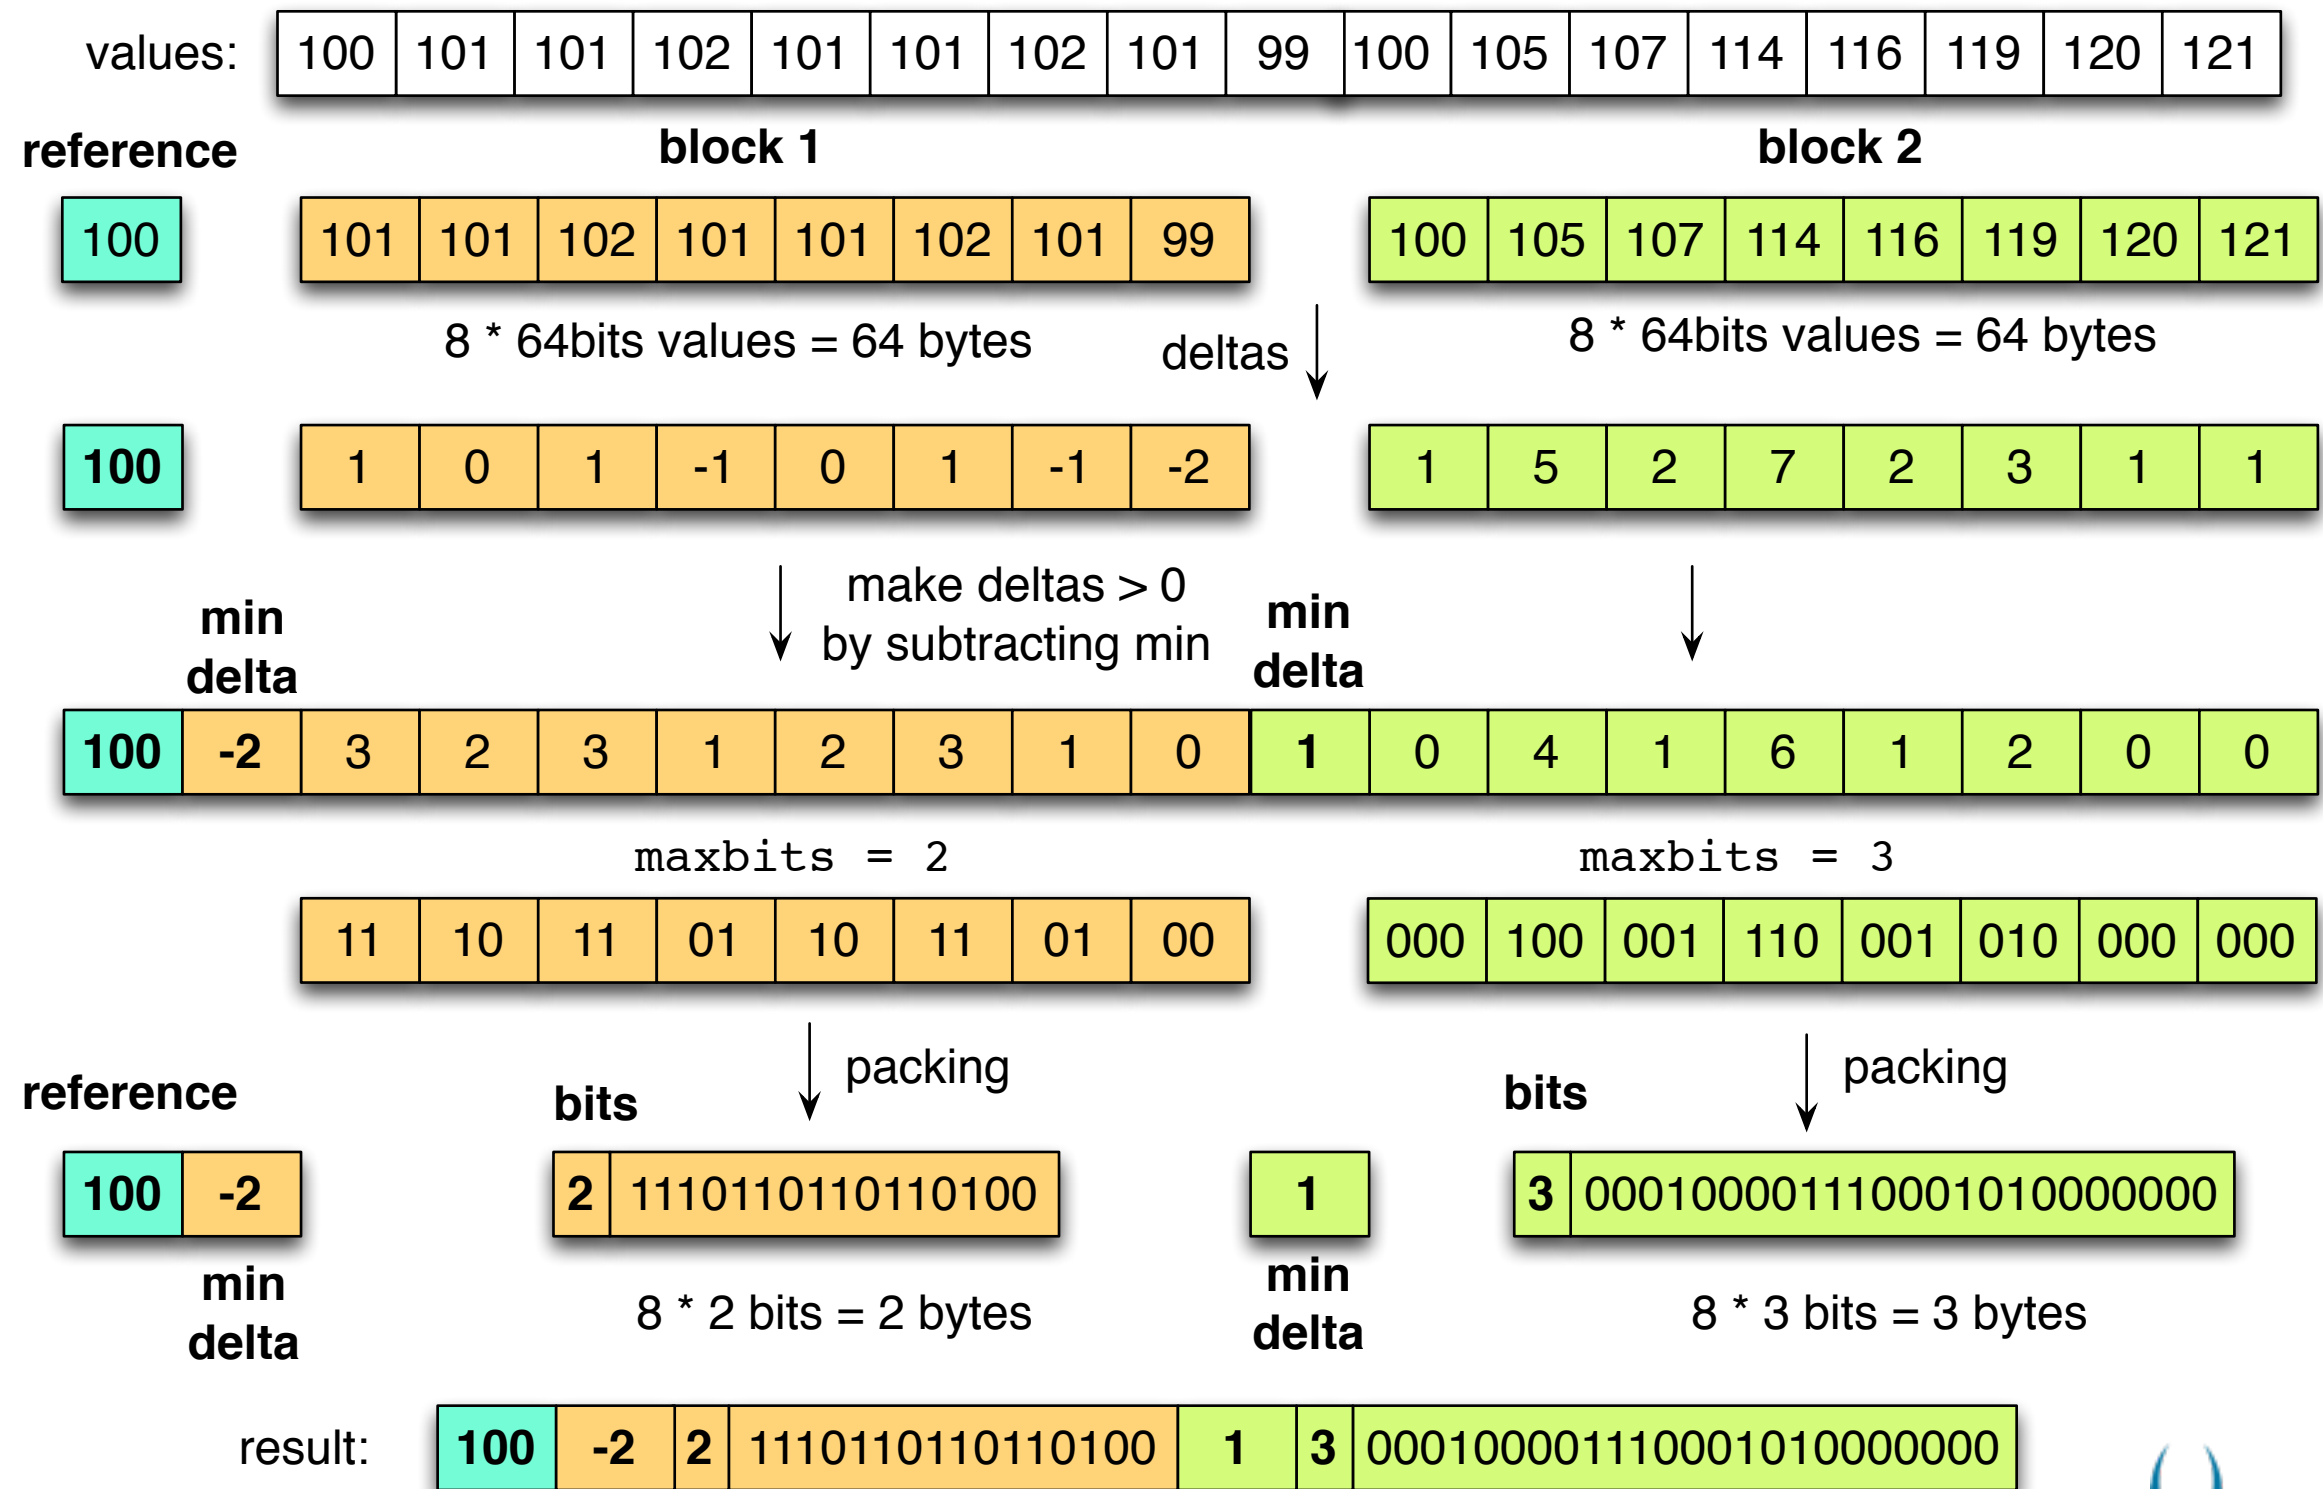 values: 100 101 101 102 101 101 102 101 99 100 105 107 114 116 119 120 121
reference block 1 block 2
100 101 101 102 101 101 102 101 99 100 105 107 114 116 119 120 121
8 * 64bits values = 64 bytes deltas 8 * 64bits values = 64 bytes
100 1 0 1 -1 0 1 -1 -2 1 5 2 7 2 3 1 1
make deltas > 0
by subtracting min
min
delta
min
delta
100 -2 3 2 3 1 2 3 1 0 1 0 4 1 6 1 2 0 0
maxbits = 2 maxbits = 3
11 10 11 01 10 11 01 00 000 100 001 110 001 010 000 000
packing packing
reference bits bits
100 -2 2 1110110110110100 1 3 000100001110001010000000
min
delta
8 * 2 bits = 2 bytes
min
delta
8 * 3 bits = 3 bytes
result: 100 -2 2 1110110110110100 1 3 000100001110001010000000